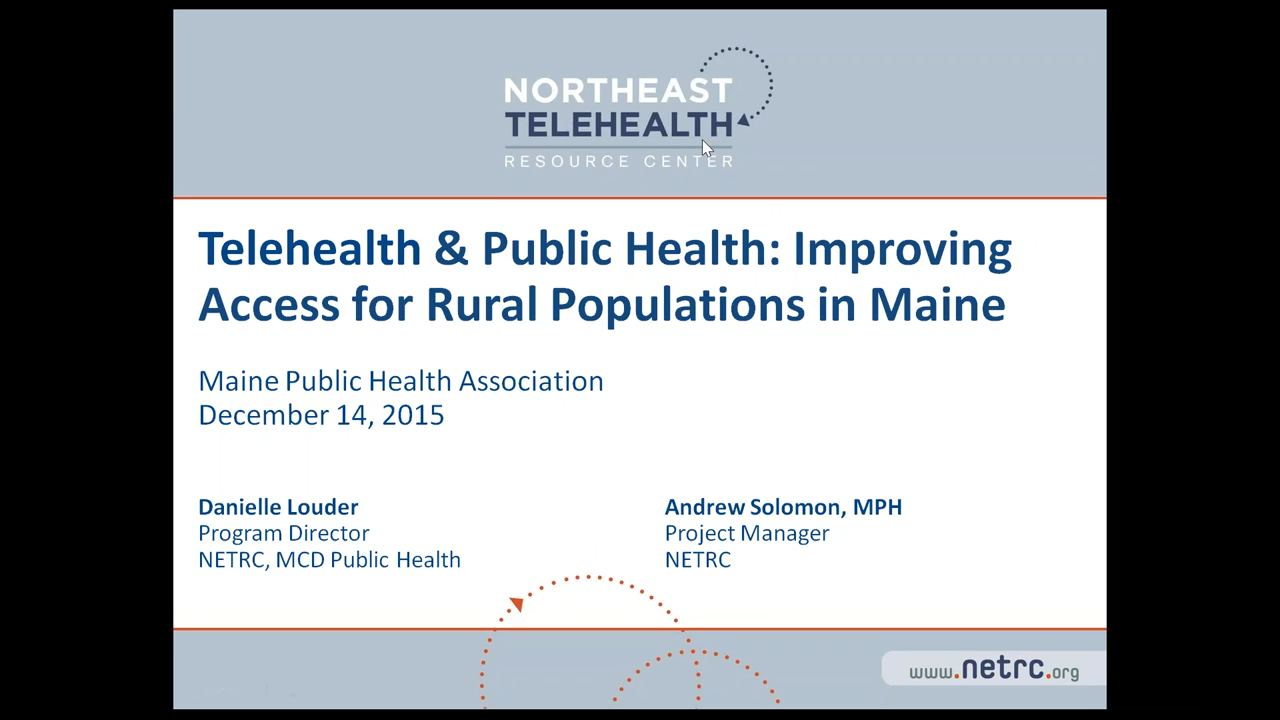 NORTHEAST
TELEHEALTH
RESOURCE CENTER
Telehealth & Public Health: Improving
Access for Rural Populations in Maine
Maine Public Health Association
December 14, 2015
Danielle Louder
Program Director
NETRC, MCD Public Health
Andrew Solomon, MPH
Project Manager
NETRC
www.netrc.org